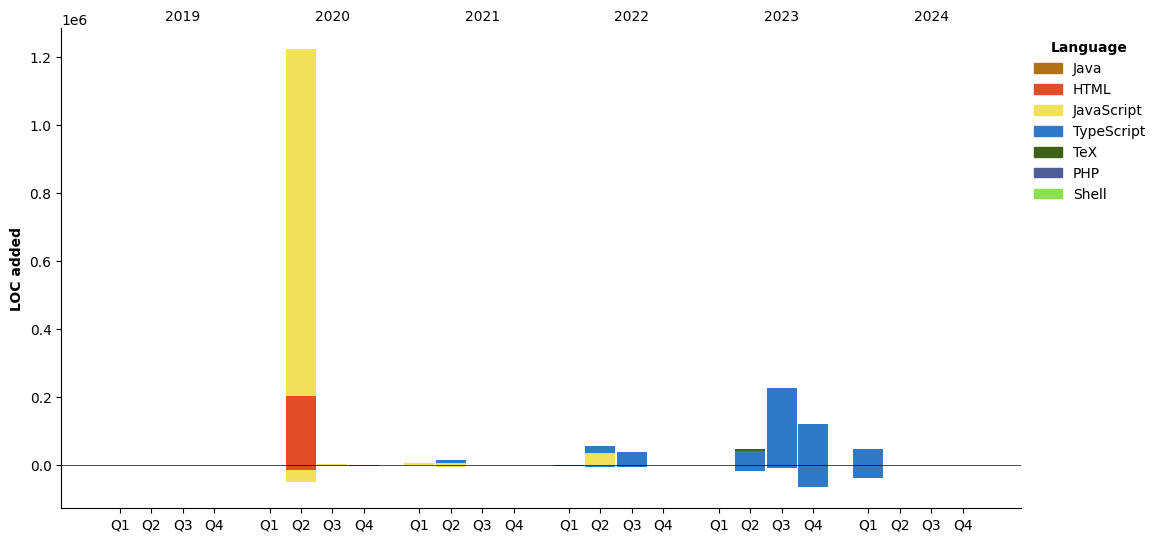 2019 2020 2021 2022 2023 2024
1e6
Language
Java
HTML
JavaScript
TypeScript
TeX
PHP
Shell
LOC added
1.2
1.0
0.8
0.6
0.4
0.2
0.0
Q1 Q2 Q3 Q4 Q1 Q2 Q3 Q4 Q1 Q2 Q3 Q4 Q1 Q2 Q3 Q4 Q1 Q2 Q3 Q4 Q1 Q2 Q3 Q4